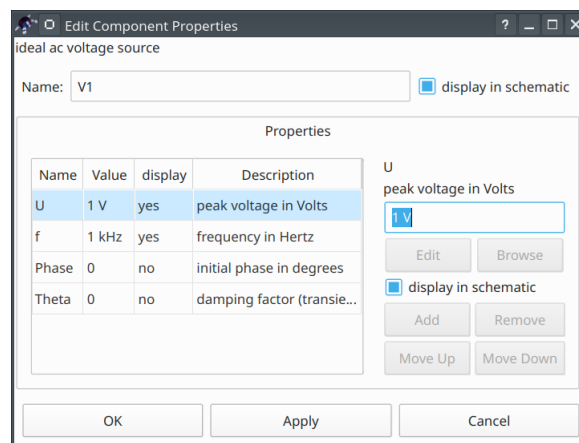 Edit Component Properties
ideal ac voltage source
Name: V1 display in schematic
Properties
Name Value display Description
U 1 V yes peak voltage in Volts
f 1 kHz yes frequency in Hertz
Phase 0 no initial phase in degrees
Theta 0 no damping factor (transie...
U
peak voltage in Volts
1 V
Edit Browse
display in schematic
Add Remove
Move Up Move Down
OK Apply Cancel